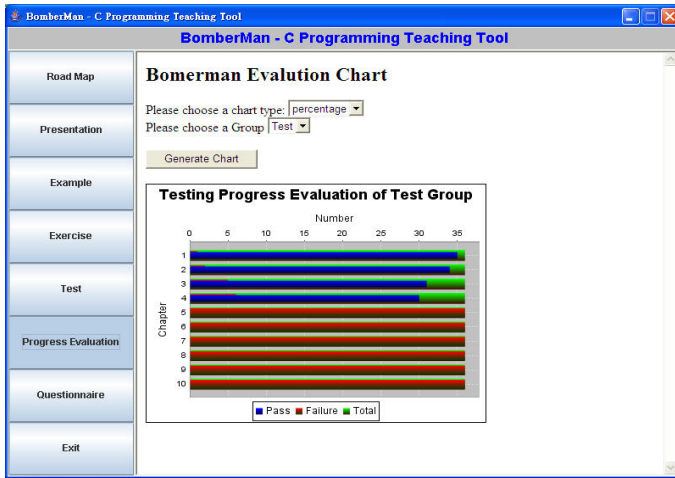 BomberMan - C Programming Teaching Tool
BomberMan - C Programming Teaching Tool
Road Map
Presentation
Example
Exercise
Test
Progress Evaluation
Questionnaire
Exit
Bomerman Evalution Chart
Please choose a chart type: percentage
Please choose a Group Test
Generate Chart
Testing Progress Evaluation of Test Group
Number
0 5 10 15 20 25 30 35
Chapter
1
2
3
4
5
6
7
8
9
10
Pass Failure Total